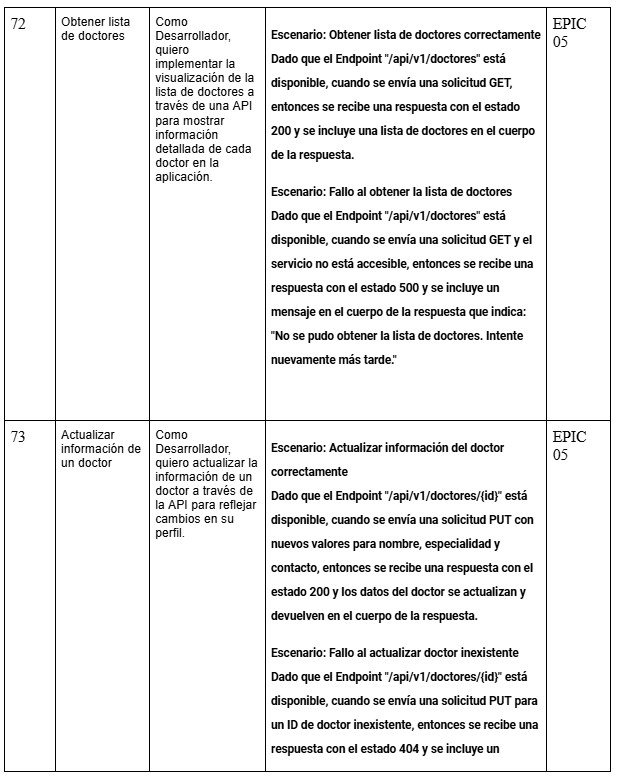 72
Obtener lista
de doctores
Como
Desarrollador,
quiero
implementar la
visualización de la
lista de doctores a
través de una API
para mostrar
información
detallada de cada
doctor en la
aplicación.
Escenario: Obtener lista de doctores correctamente
Dado que el Endpoint "/api/v1/doctores" está
disponible, cuando se envía una solicitud GET,
entonces se recibe una respuesta con el estado
200 y se incluye una lista de doctores en el cuerpo
de la respuesta.
Escenario: Fallo al obtener la lista de doctores
Dado que el Endpoint "/api/v1/doctores" está
disponible, cuando se envía una solicitud GET y el
servicio no está accesible, entonces se recibe una
respuesta con el estado 500 y se incluye un
mensaje en el cuerpo de la respuesta que indica:
"No se pudo obtener la lista de doctores. Intente
nuevamente más tarde."
EPIC
05
73
Actualizar
información de
un doctor
Como
Desarrollador,
quiero actualizar la
información de un
doctor a través de
la API para reflejar
cambios en su
perfil.
Escenario: Actualizar información del doctor
correctamente
Dado que el Endpoint "/api/v1/doctores/{id}" está
disponible, cuando se envía una solicitud PUT con
nuevos valores para nombre, especialidad y
contacto, entonces se recibe una respuesta con el
estado 200 y los datos del doctor se actualizan y
devuelven en el cuerpo de la respuesta.
Escenario: Fallo al actualizar doctor inexistente
Dado que el Endpoint "/api/v1/doctores/{id}" está
disponible, cuando se envía una solicitud PUT para
un ID de doctor inexistente, entonces se recibe una
respuesta con el estado 404 y se incluye un
EPIC
05